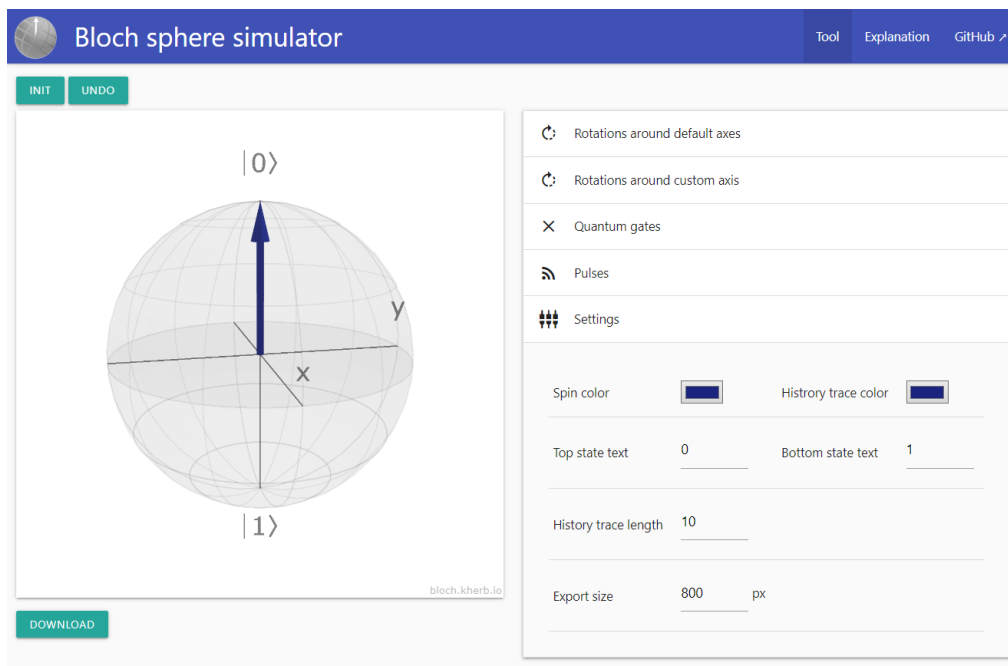 Bloch sphere simulator
Tool Explanation GitHub ↗
INIT UNDO
|0⟩
y
x
|1⟩
bloch.kherb.io
DOWNLOAD
Rotations around default axes
Rotations around custom axis
Quantum gates
Pulses
Settings
Spin color Histrory trace color
Top state text 0 Bottom state text 1
History trace length 10
Export size 800 px